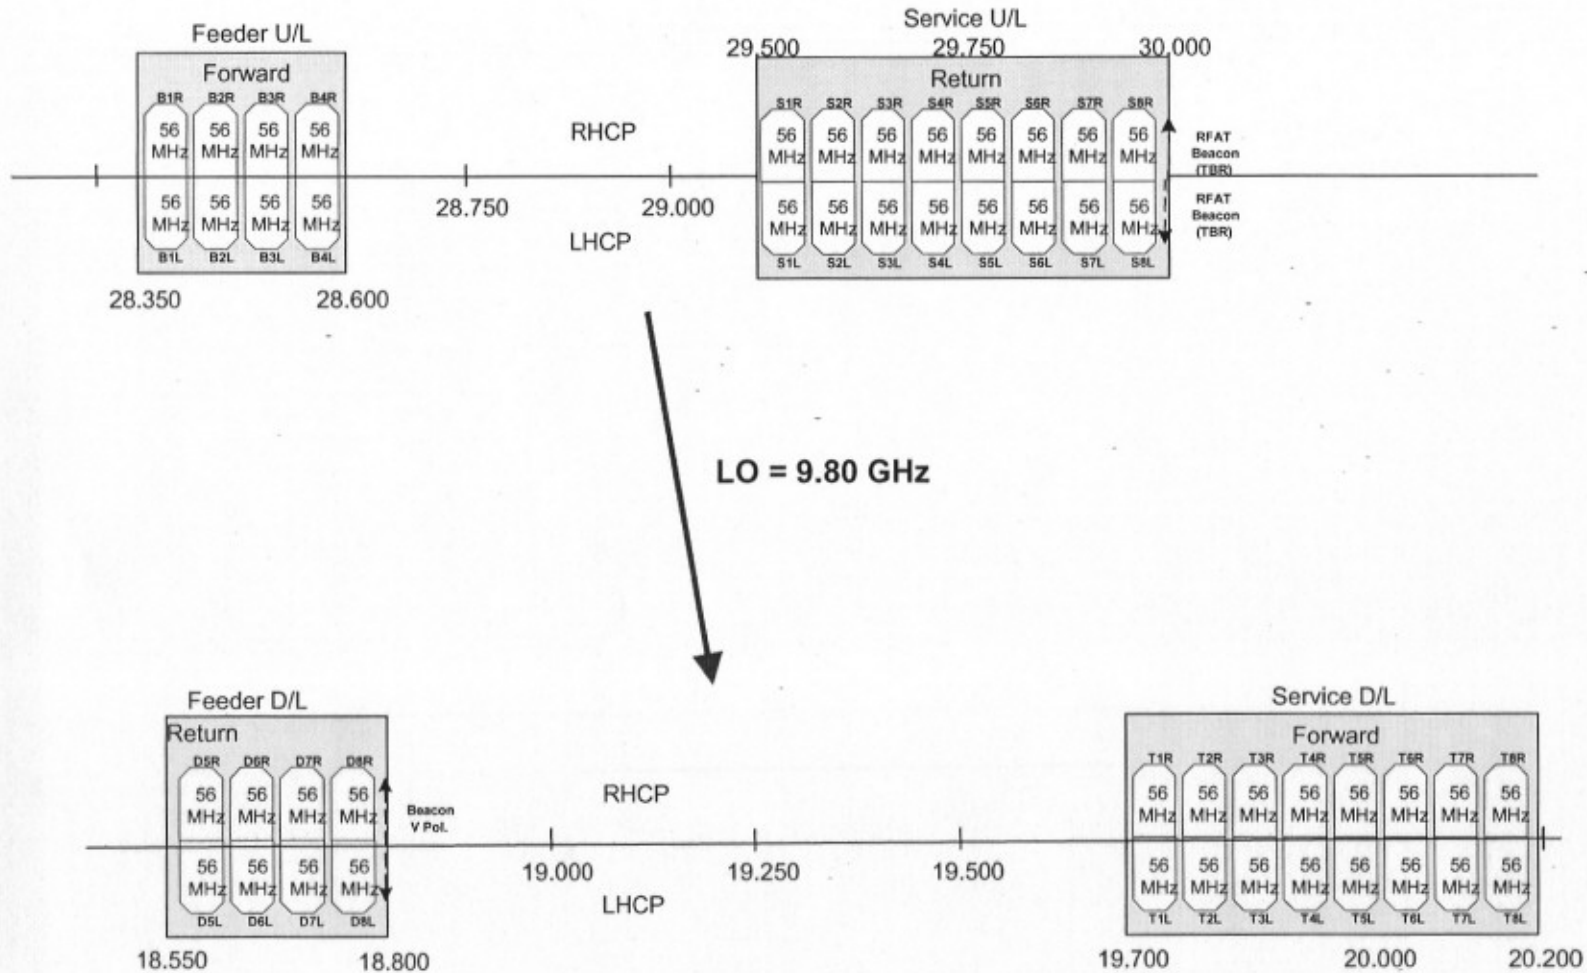 Feeder U/L
Service U/L
29.500 29.750 30.000
Forward
Return
B1R B2R B3R B4R
S1R S2R S3R S4R S5R S6R S7R S8R
56 MHz 56 MHz 56 MHz 56 MHz
RHCP
56 MHz 56 MHz 56 MHz 56 MHz 56 MHz 56 MHz 56 MHz 56 MHz
RFAT
Beacon
(TBR)
56 MHz 56 MHz 56 MHz 56 MHz
28.750
29.000
LHCP
56 MHz 56 MHz 56 MHz 56 MHz 56 MHz 56 MHz 56 MHz 56 MHz
RFAT
Beacon
(TBR)
B1L B2L B3L B4L
S1L S2L S3L S4L S5L S6L S7L S8L
28.350 28.600
LO = 9.80 GHz
Feeder D/L
Service D/L
Return
Forward
D5R D6R D7R D8R
T1R T2R T3R T4R T5R T6R T7R T8R
56 MHz 56 MHz 56 MHz 56 MHz
Beacon
V Pol.
RHCP
56 MHz 56 MHz 56 MHz 56 MHz 56 MHz 56 MHz 56 MHz 56 MHz
56 MHz 56 MHz 56 MHz 56 MHz
19.000 19.250 19.500
LHCP
56 MHz 56 MHz 56 MHz 56 MHz 56 MHz 56 MHz 56 MHz 56 MHz
D5L D6L D7L D8L
T1L T2L T3L T4L T5L T6L T7L T8L
18.550 18.800
19.700 20.000 20.200